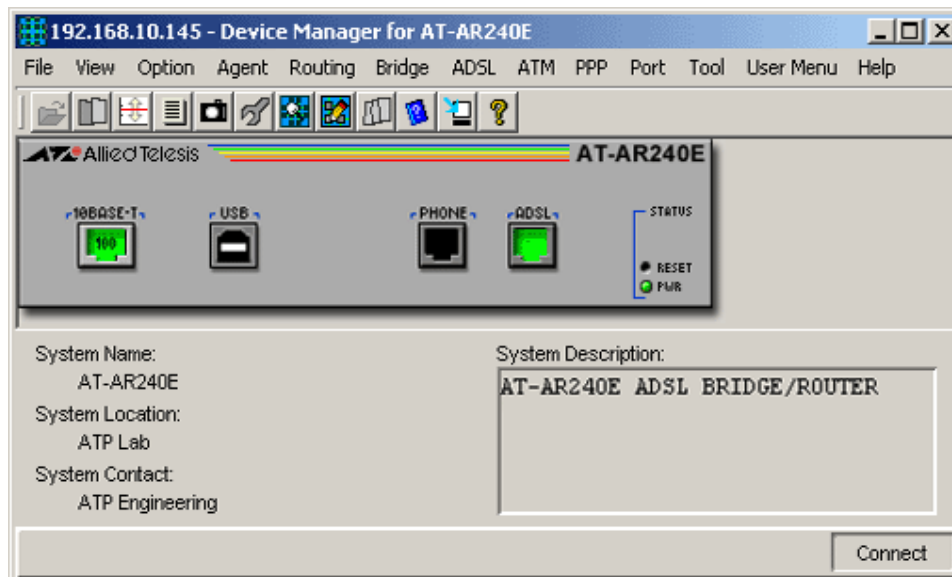 192.168.10.145 - Device Manager for AT-AR240E
File View Option Agent Routing Bridge ADSL ATM PPP Port Tool User Menu Help
Allied Telesis AT-AR240E
10BASE-T USB PHONE ADSL STATUS
100
RESET
PWR
System Name:
AT-AR240E
System Location:
ATP Lab
System Contact:
ATP Engineering
System Description:
AT-AR240E ADSL BRIDGE/ROUTER
Connect